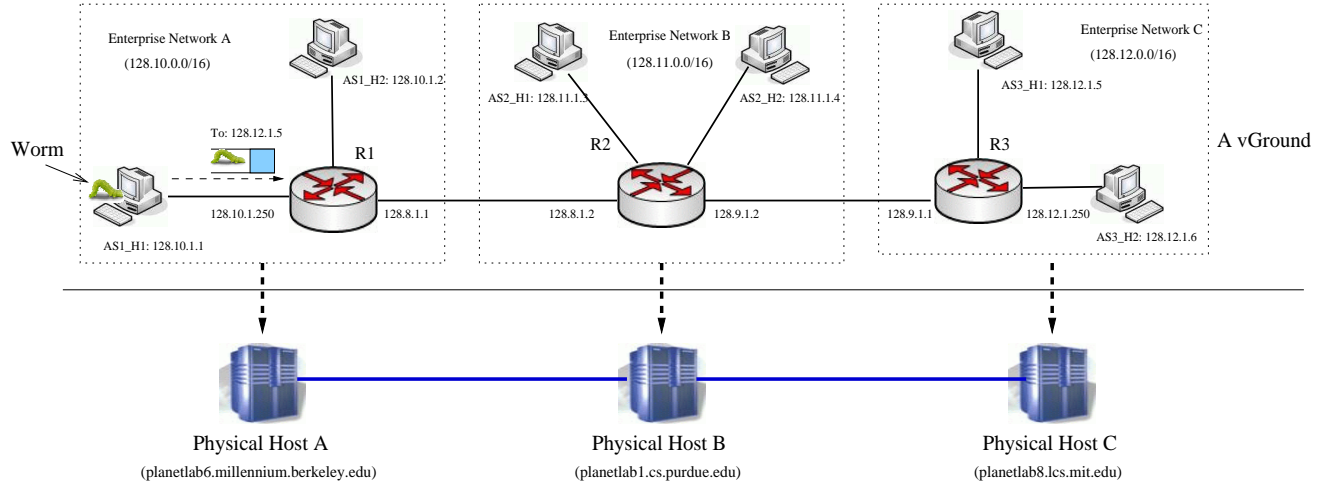 Enterprise Network A
(128.10.0.0/16)
AS1_H2: 128.10.1.2
To: 128.12.1.5
Worm
R1
128.10.1.250
128.8.1.1
AS1_H1: 128.10.1.1
Enterprise Network B
(128.11.0.0/16)
AS2_H1: 128.11.1.3
AS2_H2: 128.11.1.4
R2
128.8.1.2
128.9.1.2
Enterprise Network C
(128.12.0.0/16)
AS3_H1: 128.12.1.5
R3
128.9.1.1
128.12.1.250
AS3_H2: 128.12.1.6
A vGround
Physical Host A
(planetlab6.millennium.berkeley.edu)
Physical Host B
(planetlab1.cs.purdue.edu)
Physical Host C
(planetlab8.lcs.mit.edu)